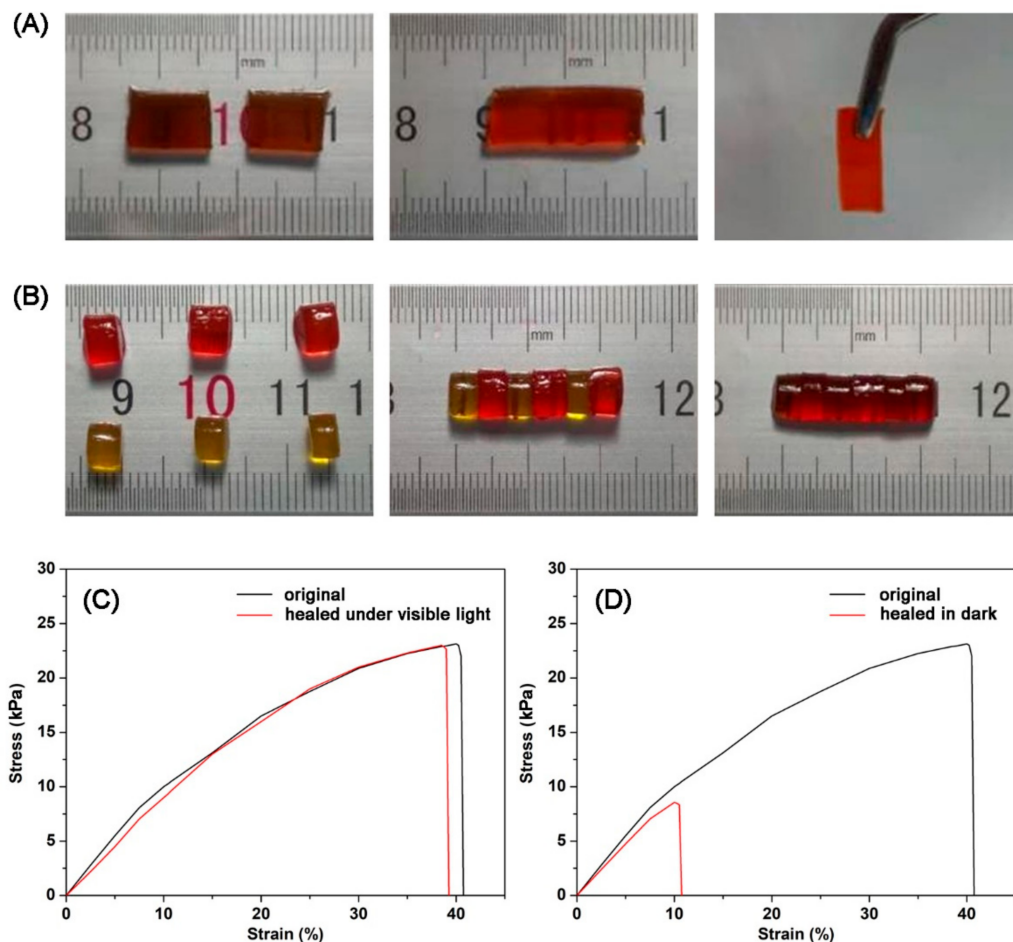 (A)
mm
8 10 1
mm
8 9 1
(B)
9 10 11 1
mm
12
mm
12
(C)
30
25
20
15
10
5
0
Stress (kPa)
original
healed under visible light
0 10 20 30 40
Strain (%)
(D)
30
25
20
15
10
5
0
Stress (kPa)
original
healed in dark
0 10 20 30 40
Strain (%)